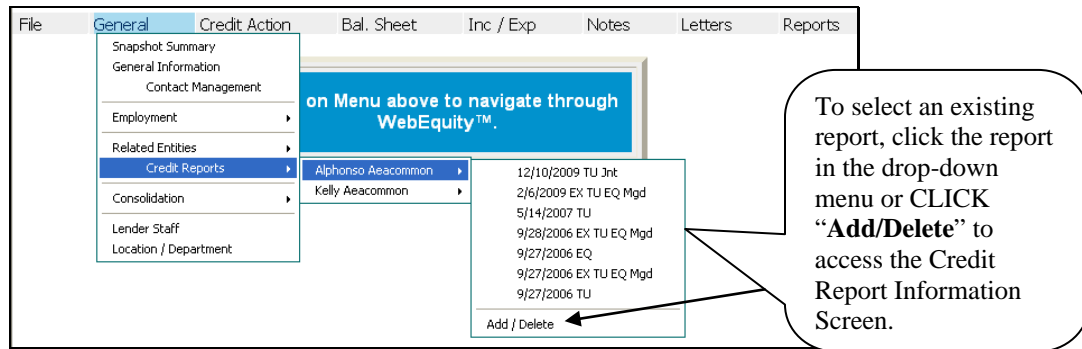 File General Credit Action Bal. Sheet Inc / Exp Notes Letters Reports
Snapshot Summary
General Information
Contact Management
Employment
Related Entities
Credit Reports
Consolidation
Lender Staff
Location / Department
on Menu above to navigate through
WebEquity™.
Alphonso Aeacommon
Kelly Aeacommon
12/10/2009 TU Jnt
2/6/2009 EX TU EQ Mgd
5/14/2007 TU
9/28/2006 EX TU EQ Mgd
9/27/2006 EQ
9/27/2006 EX TU EQ Mgd
9/27/2006 TU
Add / Delete
To select an existing
report, click the report
in the drop-down
menu or CLICK
“Add/Delete” to
access the Credit
Report Information
Screen.